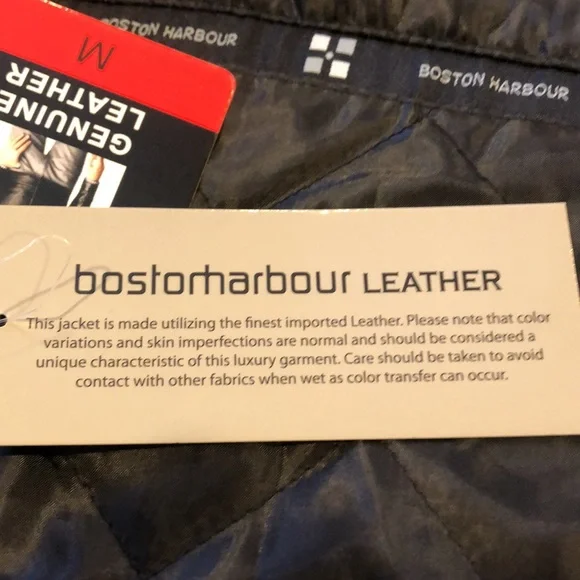 BOSTON HARBOUR
BOSTON HARBOUR
M
GENUINE
LEATHER
bostonharbour LEATHER
This jacket is made utilizing the finest imported Leather. Please note that color
variations and skin imperfections are normal and should be considered a
unique characteristic of this luxury garment. Care should be taken to avoid
contact with other fabrics when wet as color transfer can occur.